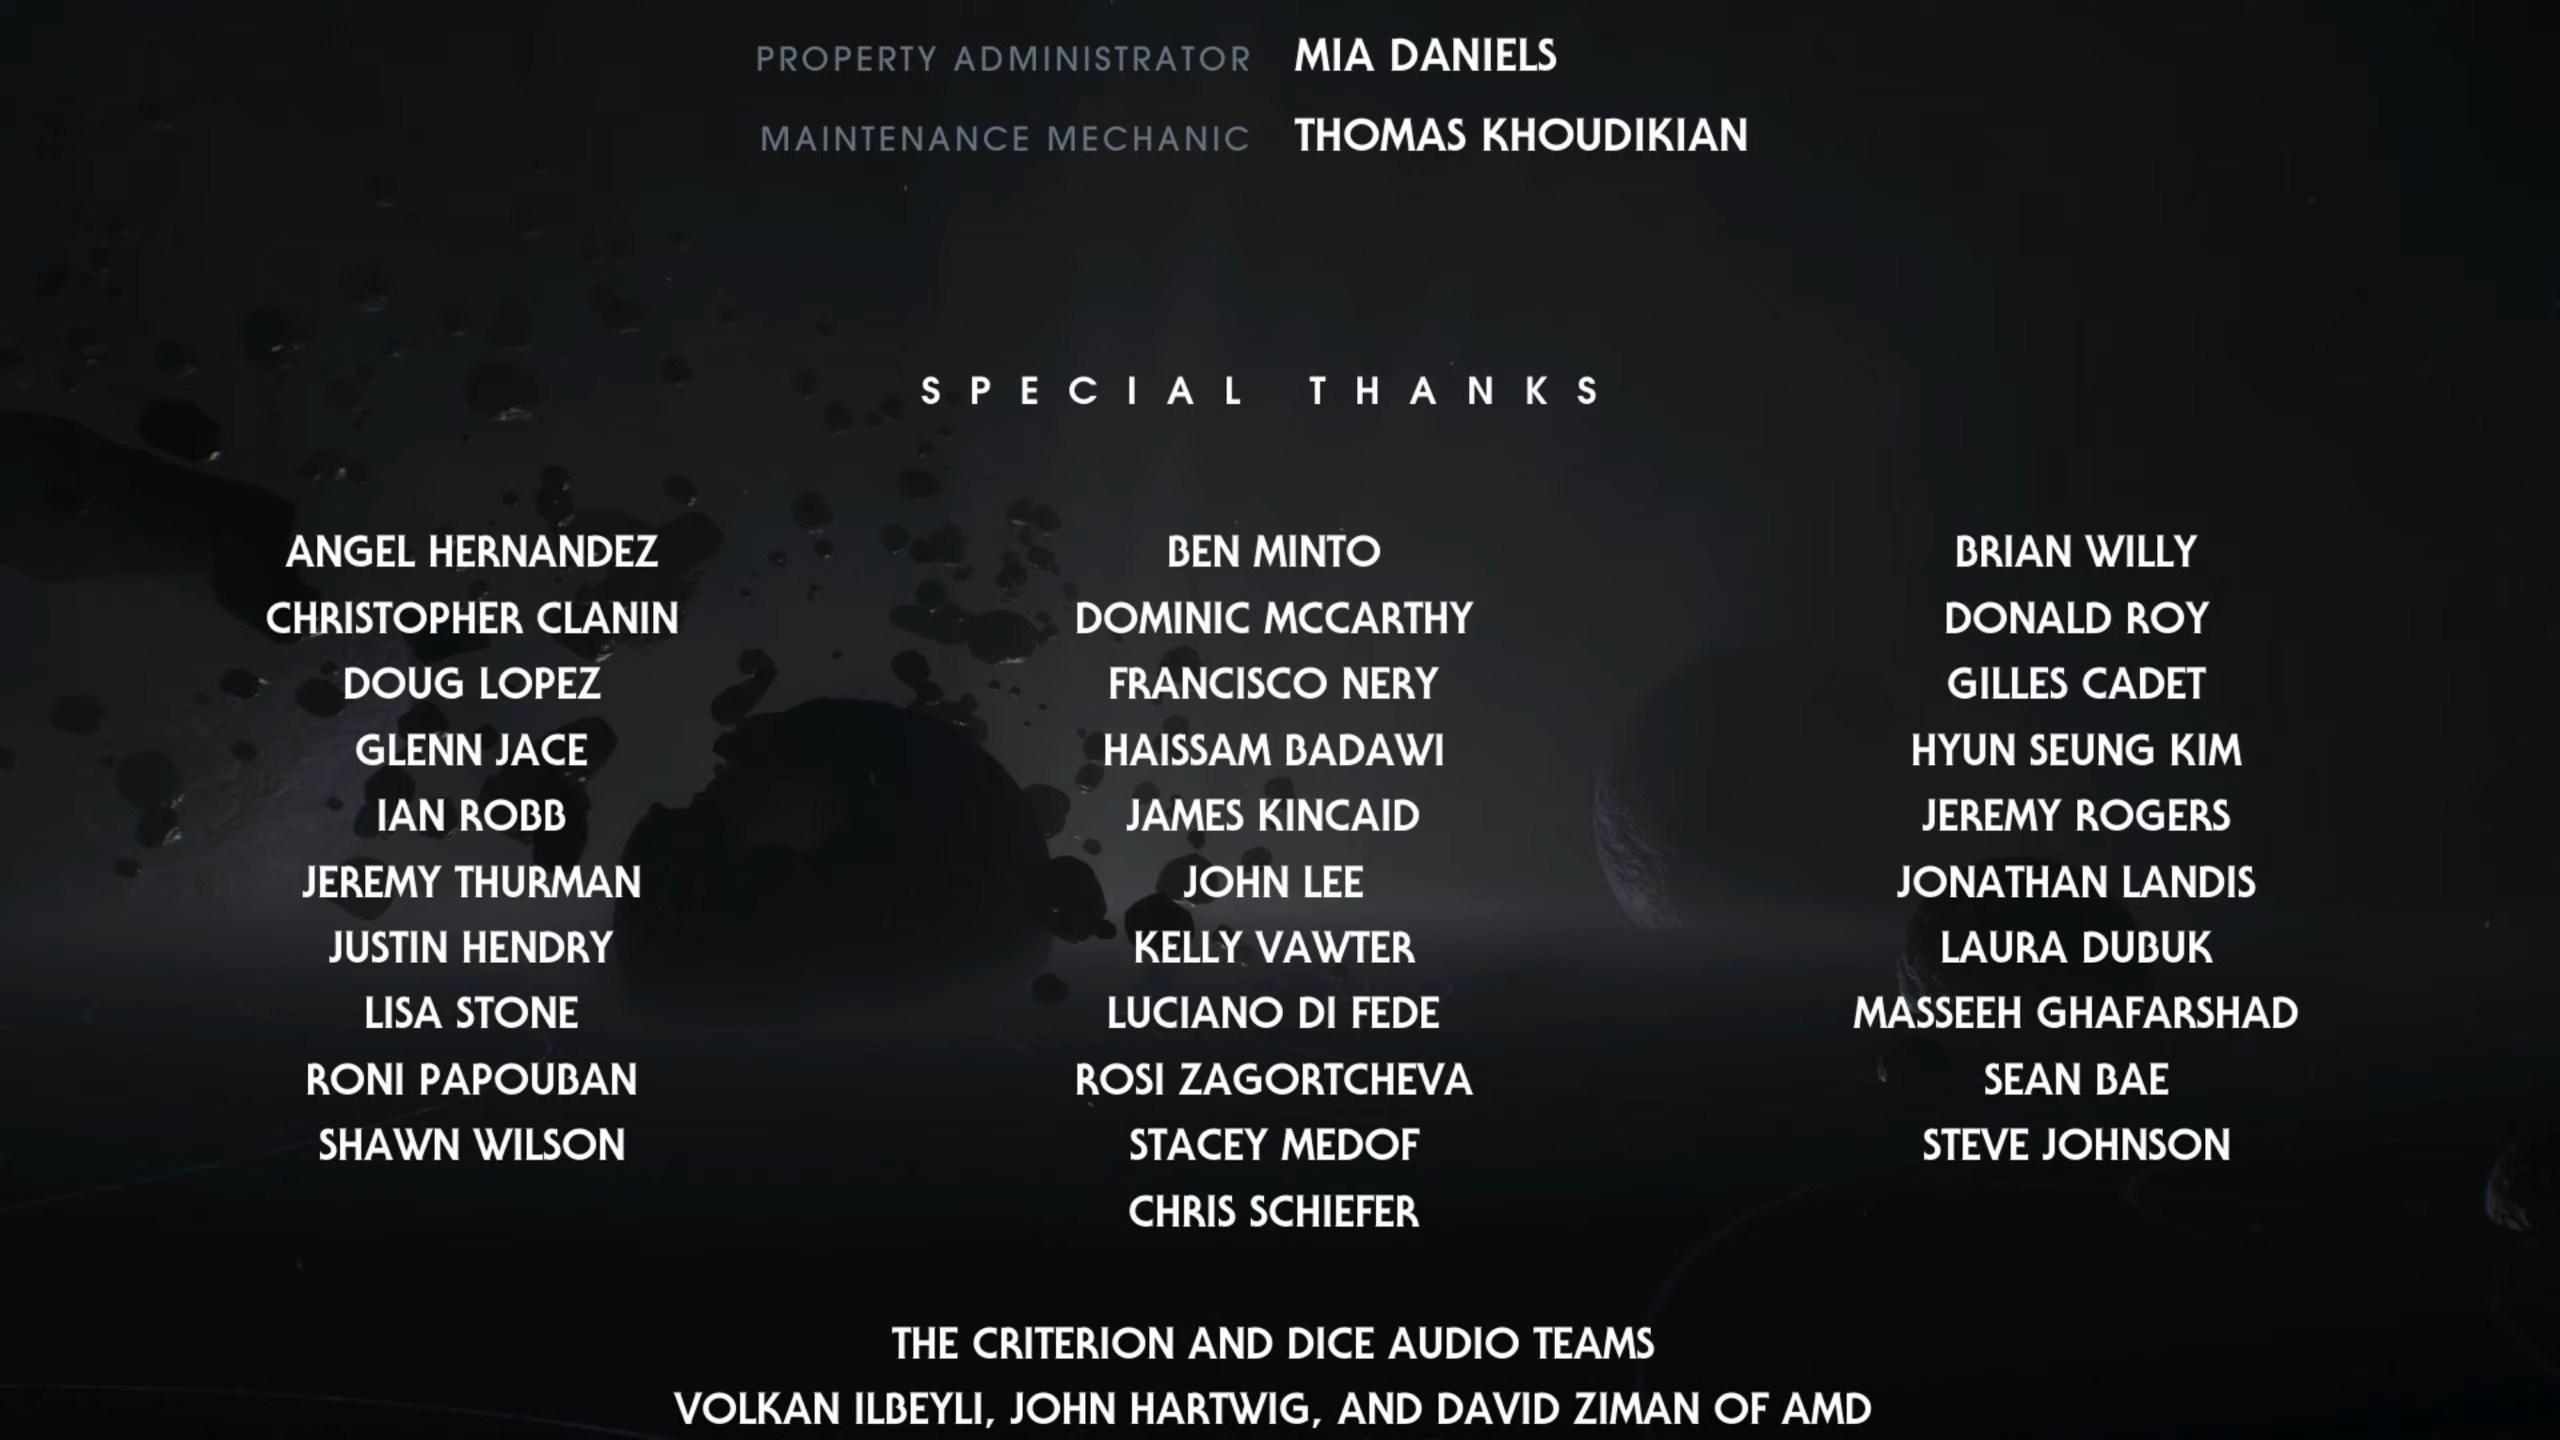 PROPERTY ADMINISTRATOR MIA DANIELS
MAINTENANCE MECHANIC THOMAS KHOUDIKIAN
SPECIAL THANKS
ANGEL HERNANDEZ BEN MINTO BRIAN WILLY
CHRISTOPHER CLANIN DOMINIC MCCARTHY DONALD ROY
DOUG LOPEZ FRANCISCO NERY GILLES CADET
GLENN JACE HAISSAM BADAWI HYUN SEUNG KIM
IAN ROBB JAMES KINCAID JEREMY ROGERS
JEREMY THURMAN JOHN LEE JONATHAN LANDIS
JUSTIN HENDRY KELLY VAWTER LAURA DUBUK
LISA STONE LUCIANO DI FEDE MASSEEH GHAFARSHAD
RONI PAPOUBAN ROSI ZAGORTCHEVA SEAN BAE
SHAWN WILSON STACEY MEDOF STEVE JOHNSON
CHRIS SCHIEFER
THE CRITERION AND DICE AUDIO TEAMS
VOLKAN ILBEYLI, JOHN HARTWIG, AND DAVID ZIMAN OF AMD